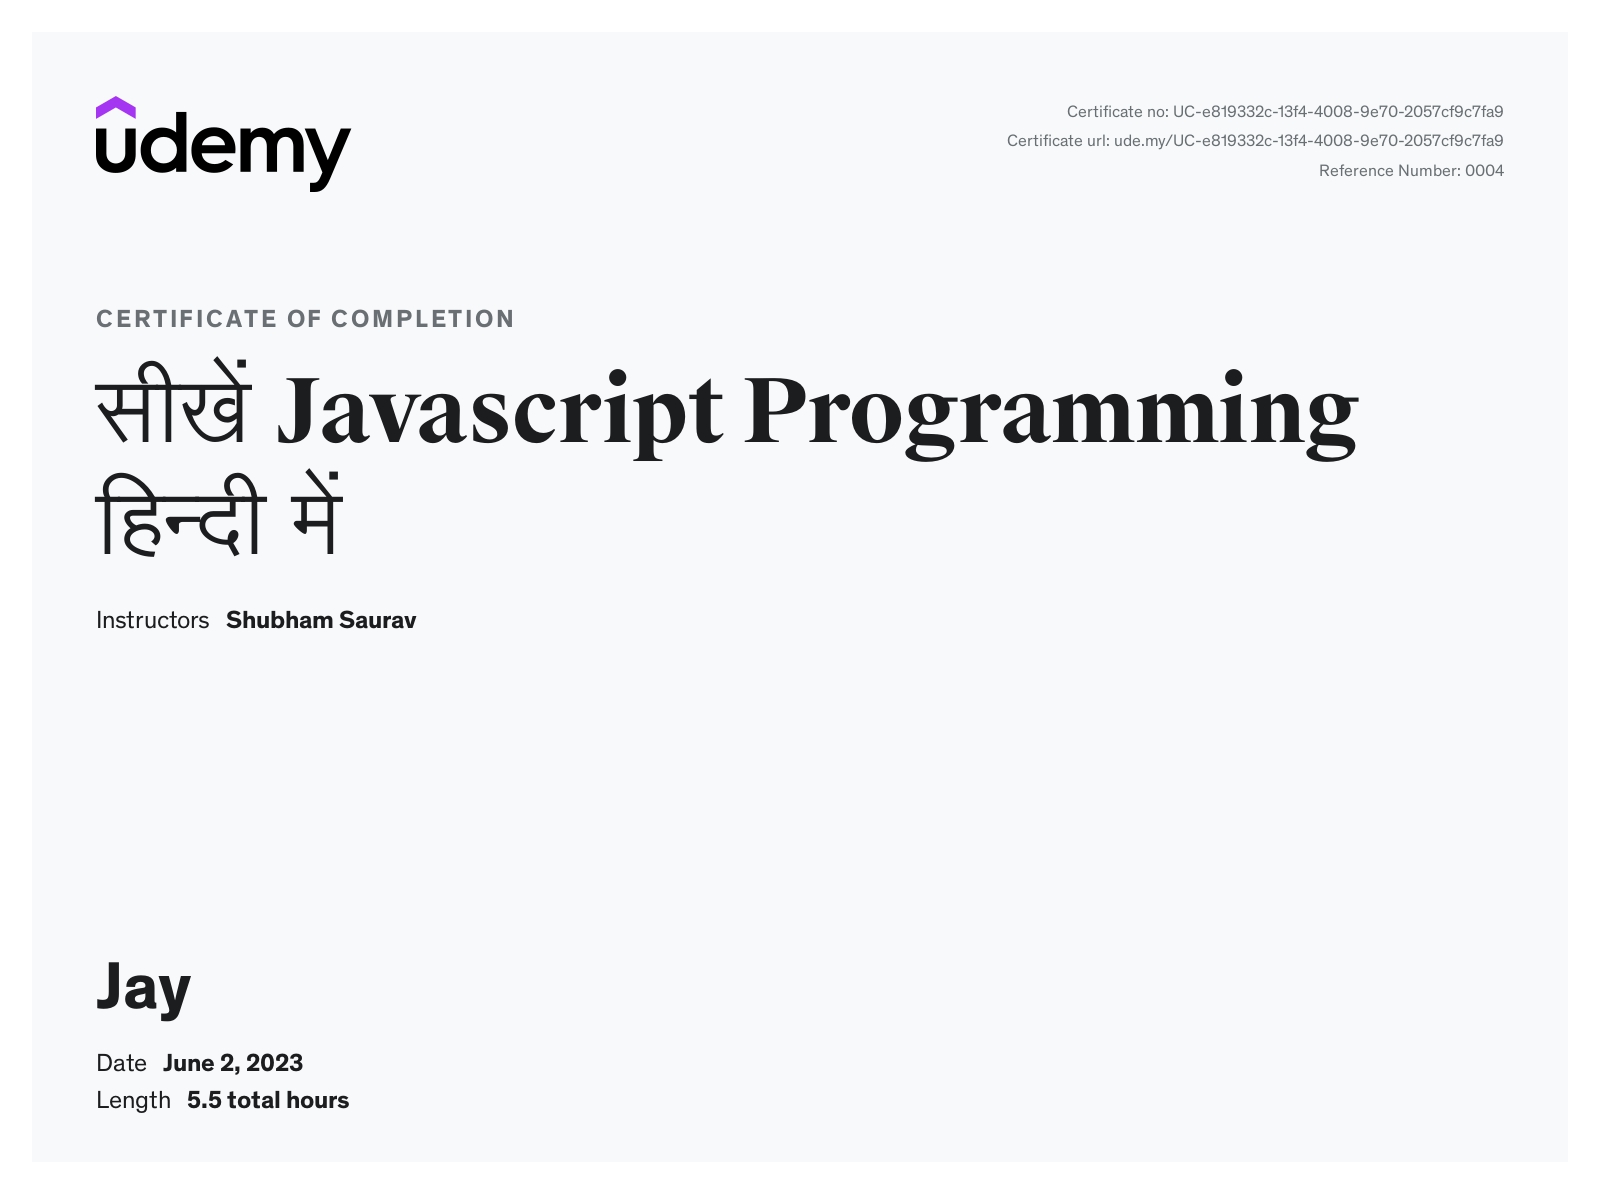 udemy
Certificate no: UC-e819332c-13f4-4008-9e70-2057cf9c7fa9
Certificate url: ude.my/UC-e819332c-13f4-4008-9e70-2057cf9c7fa9
Reference Number: 0004
CERTIFICATE OF COMPLETION
सीखें Javascript Programming
हिन्दी में
Instructors Shubham Saurav
Jay
Date June 2, 2023
Length 5.5 total hours